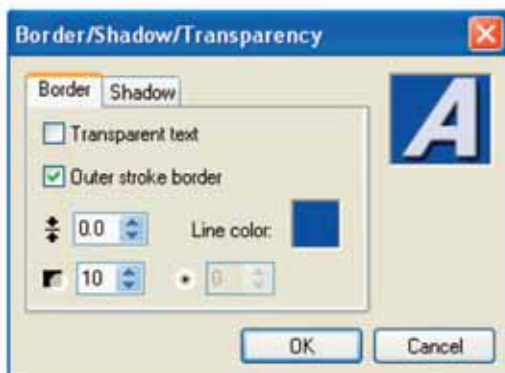 Border/Shadow/Transparency
Border Shadow
Transparent text
Outer stroke border
0.0 Line color:
10 0
OK Cancel
A